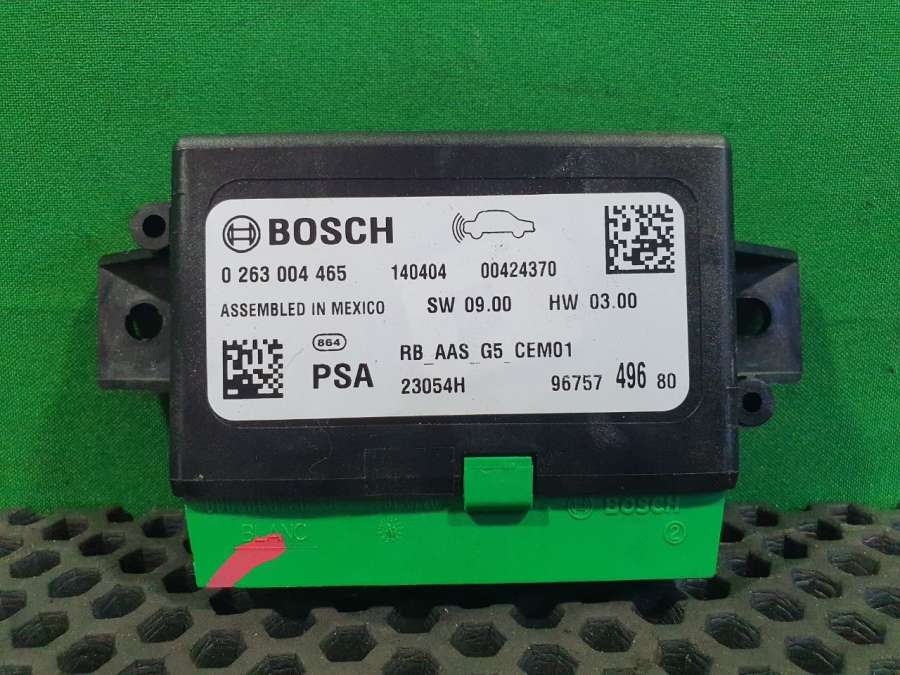 BOSCH
0 263 004 465 140404 00424370
ASSEMBLED IN MEXICO SW 09.00 HW 03.00
864
PSA
RB_AAS_G5_CEM01
23054H 96757 496 80
BOSCH
BLANC
2